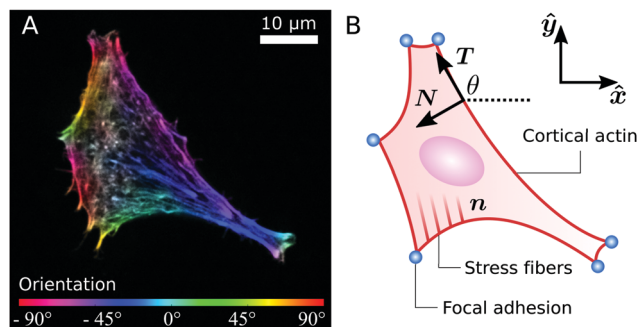 A
10 μm
Orientation
- 90°
- 45°
0°
45°
90°
B
ŷ
x̂
T
N
θ
Cortical actin
n
Stress fibers
Focal adhesion